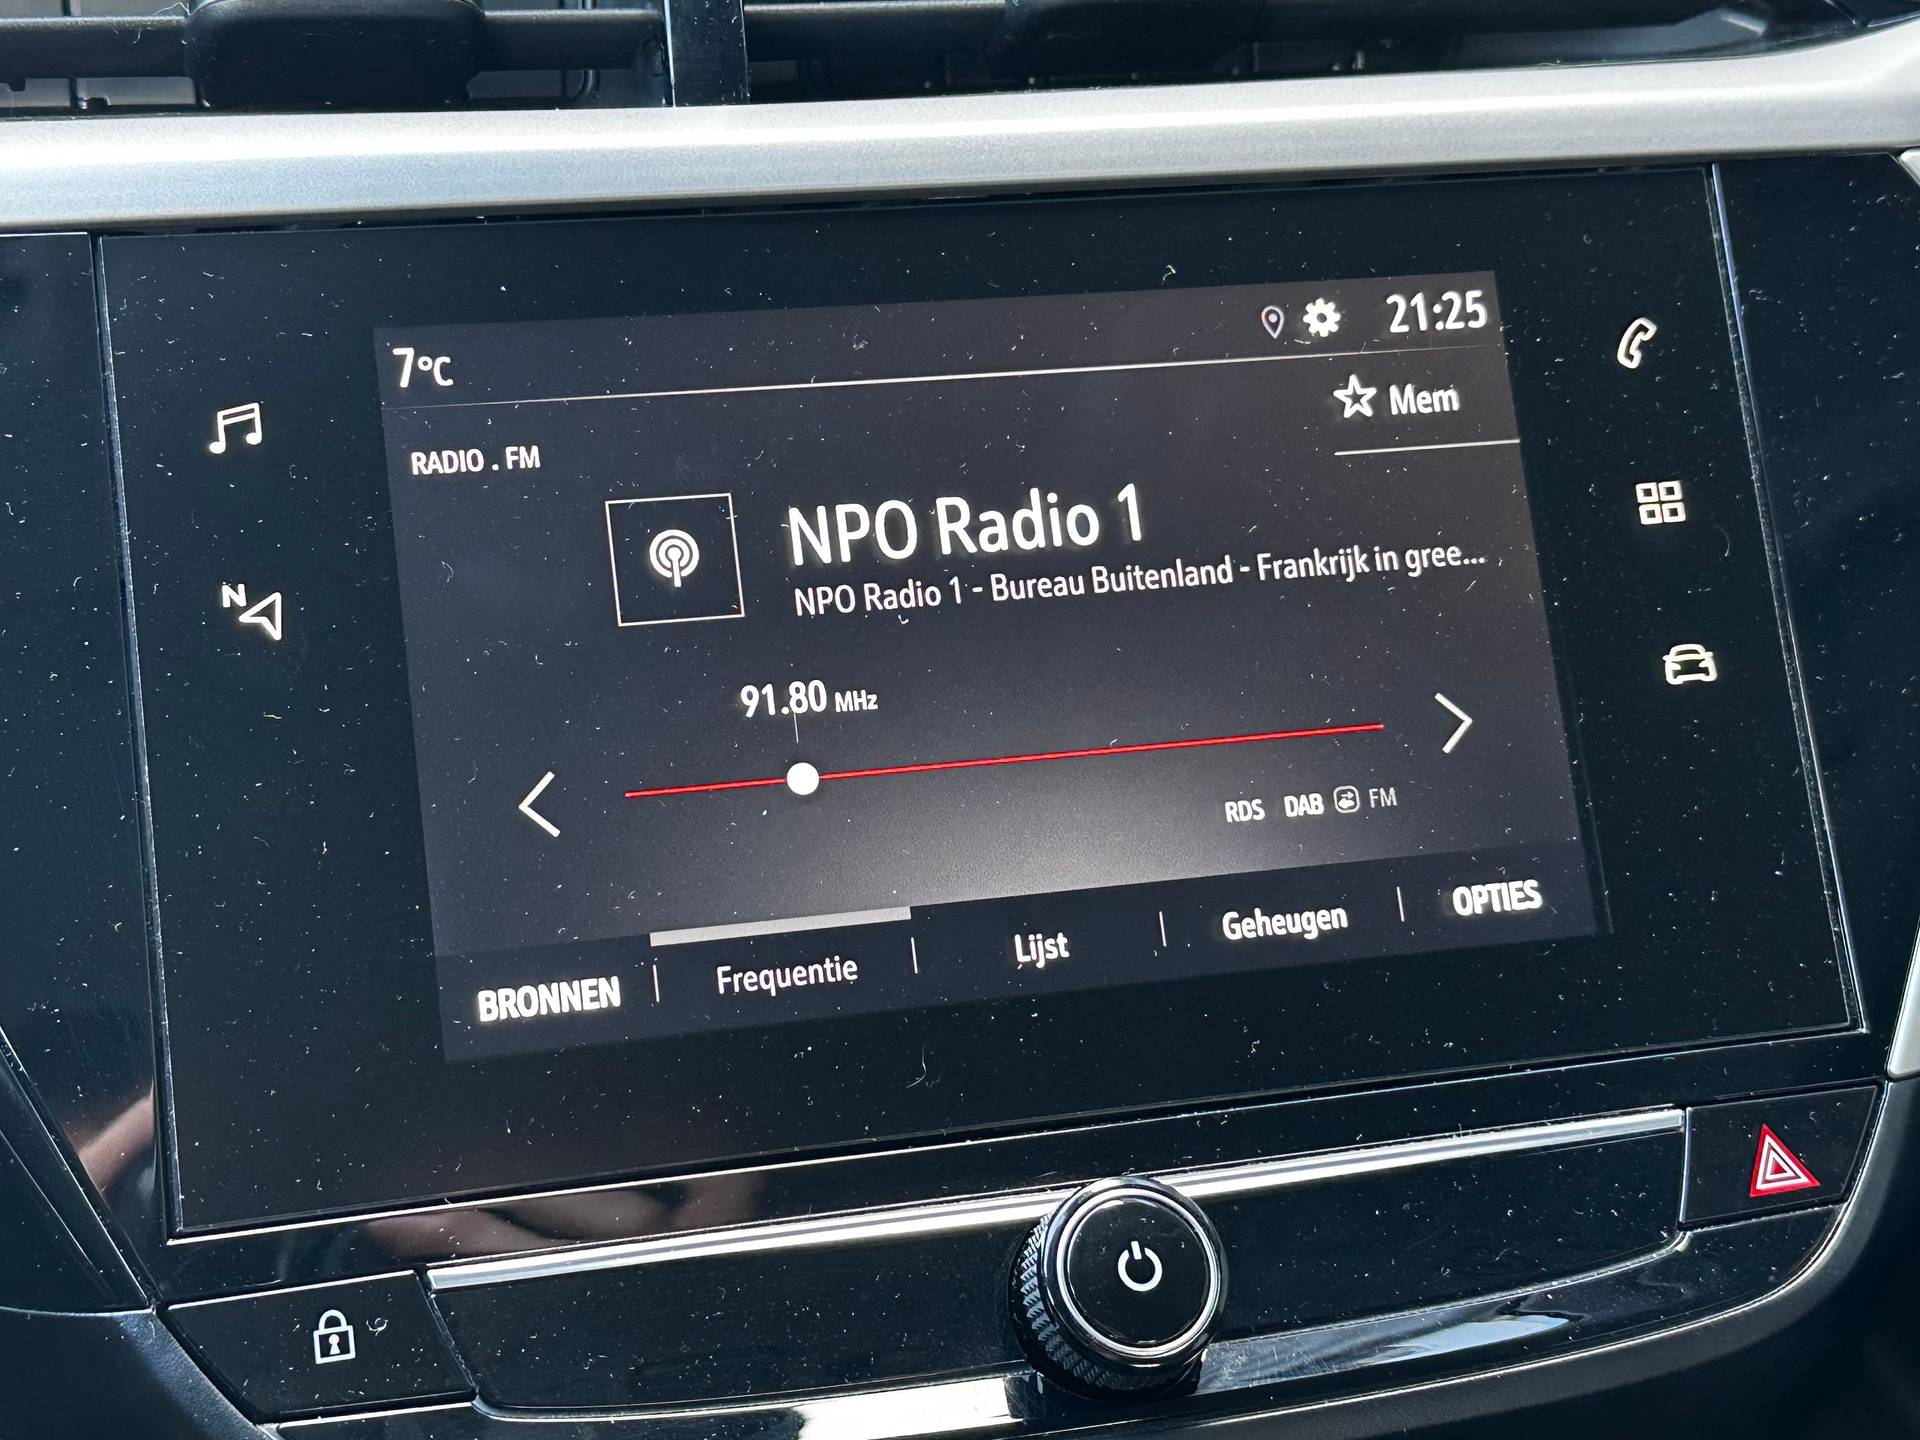 7°C
21:25
Mem
RADIO . FM
NPO Radio 1
NPO Radio 1 - Bureau Buitenland - Frankrijk in gree...
91.80 MHz
RDS DAB FM
BRONNEN
Frequentie
Lijst
Geheugen
OPTIES
N